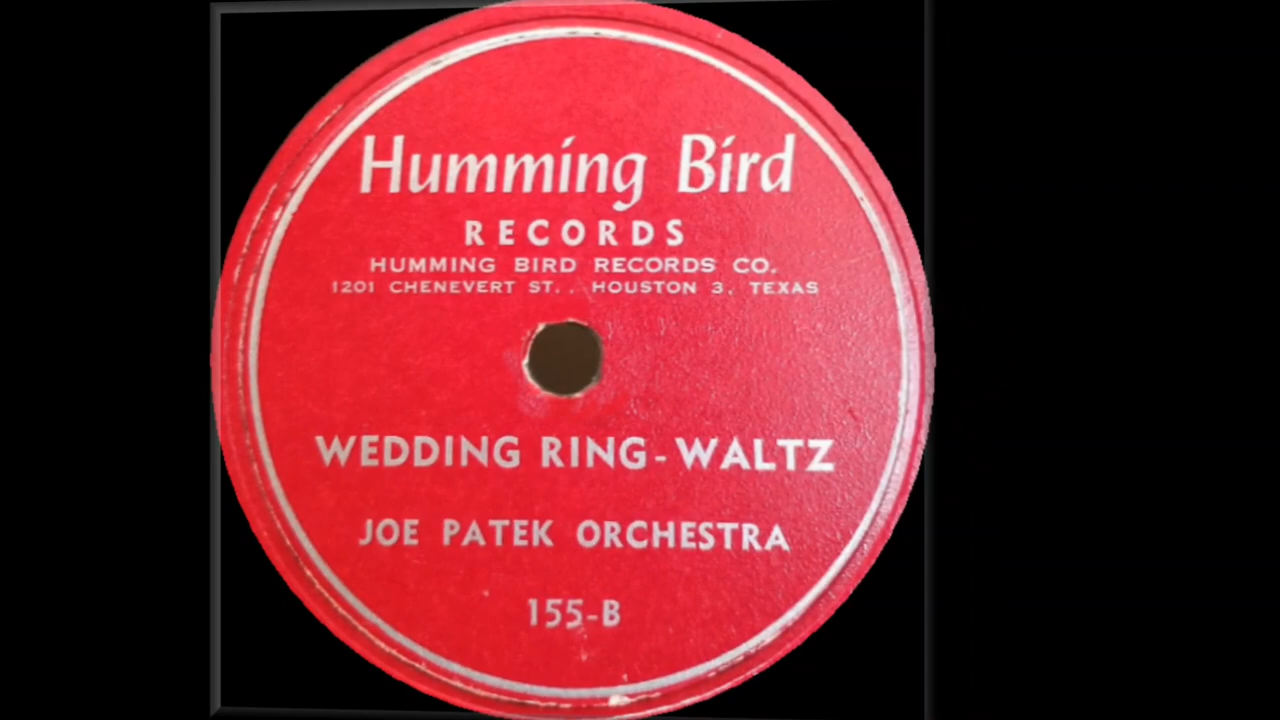 Humming Bird
RECORDS
HUMMING BIRD RECORDS CO.
1201 CHENEVERT ST., HOUSTON 3, TEXAS
WEDDING RING-WALTZ
JOE PATEK ORCHESTRA
155-B